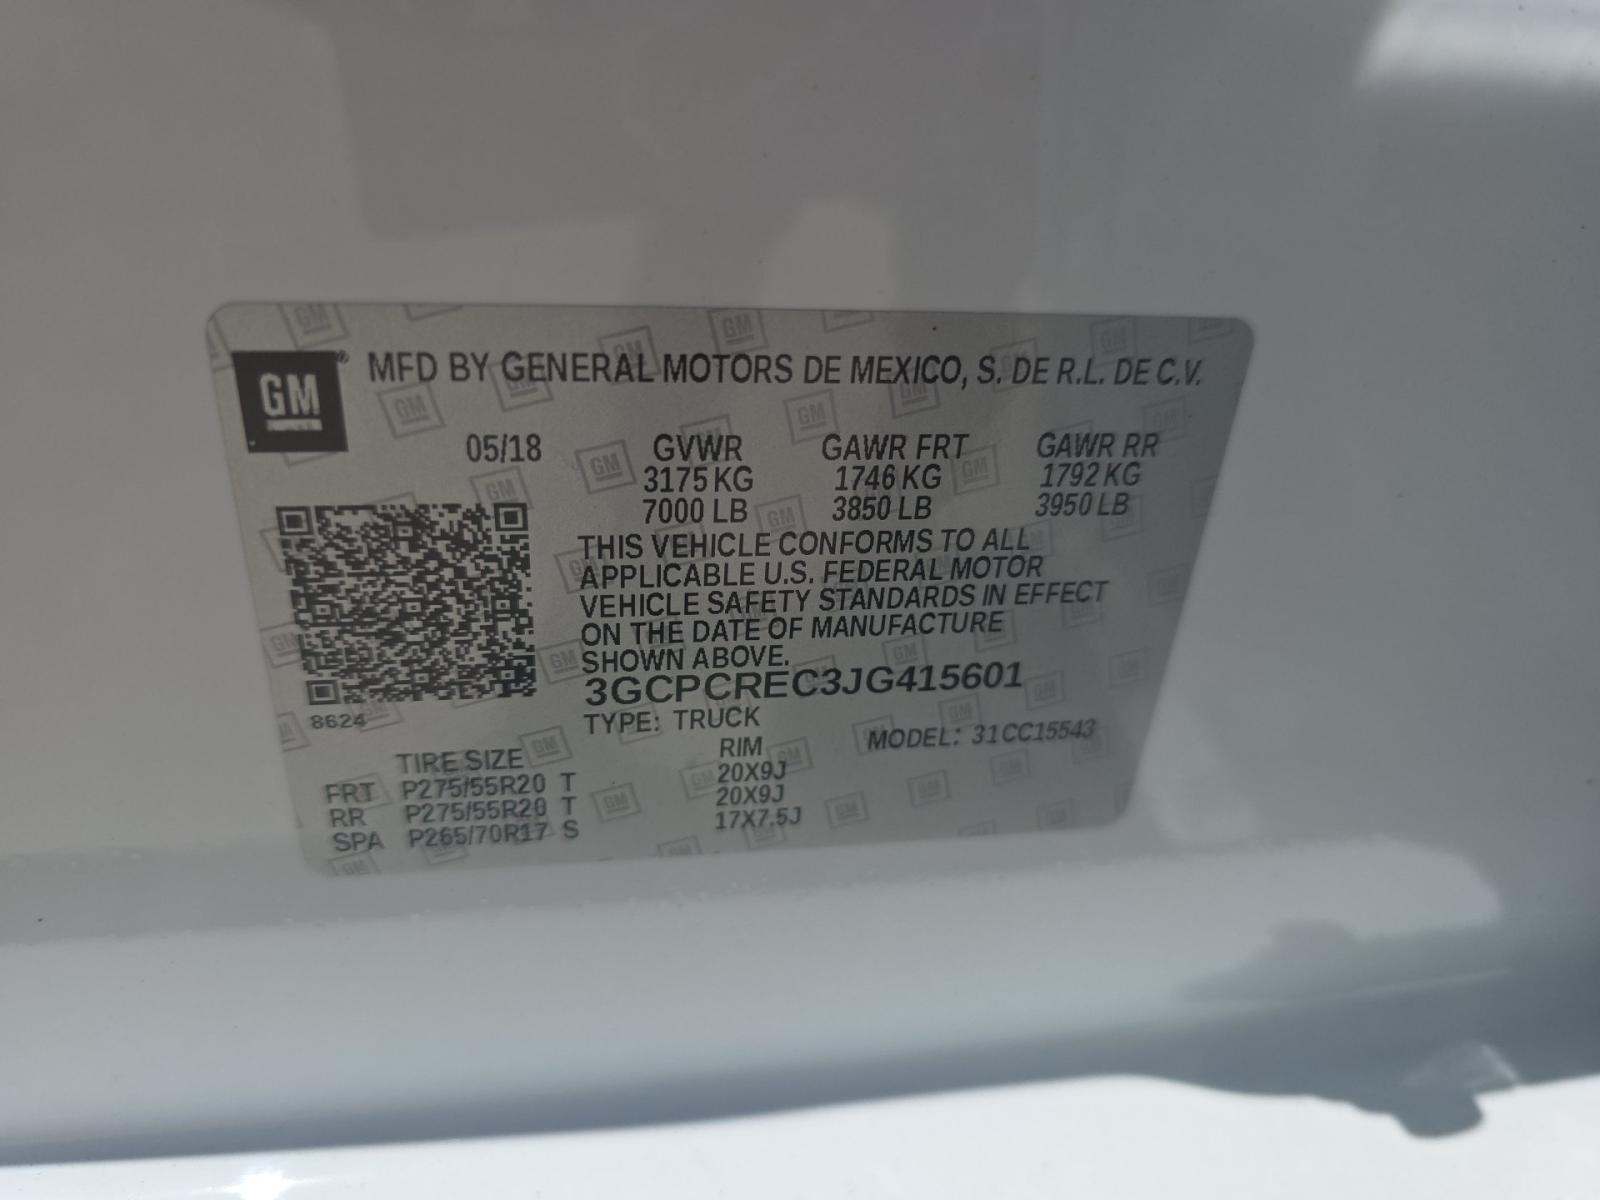 GM ® MFD BY GENERAL MOTORS DE MEXICO, S. DE R.L. DE C.V.
05/18 GVWR GAWR FRT GAWR RR
3175 KG 1746 KG 1792 KG
7000 LB 3850 LB 3950 LB
THIS VEHICLE CONFORMS TO ALL
APPLICABLE U.S. FEDERAL MOTOR
VEHICLE SAFETY STANDARDS IN EFFECT
ON THE DATE OF MANUFACTURE
SHOWN ABOVE.
3GCPCREC3JG415601
8624 TYPE: TRUCK
MODEL: 31CC15543
TIRE SIZE RIM
FRT P275/55R20 T 20X9J
RR P275/55R20 T 20X9J
SPA P265/70R17 S 17X7.5J